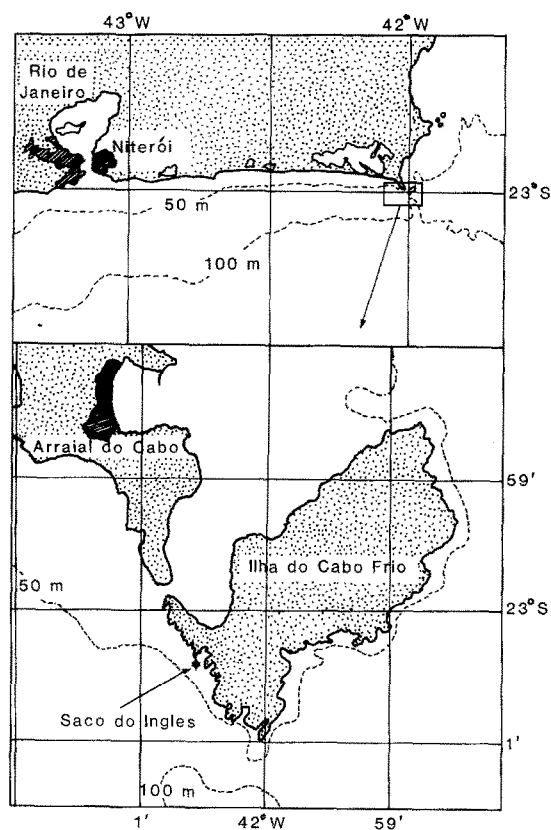 43°W
42°W
Rio de
Janeiro
Niterói
50 m
23°S
100 m
Arraial do Cabo
59'
Ilha do Cabo Frio
50 m
23°S
Saco do Ingles
1'
100 m
1'
42°W
59'